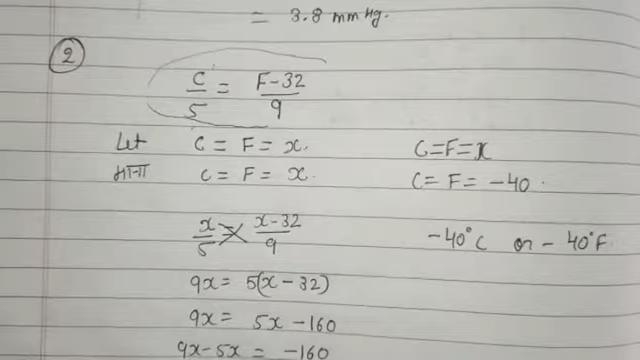 = 3.8 mm Hg.
2
C/5 = F-32/9
Let C = F = x. C=F=x
माना C = F = x. C= F= -40.
x/5 x-32/9 -40°C or - 40°F.
9x = 5(x - 32)
9x = 5x - 160
9x-5x = -160